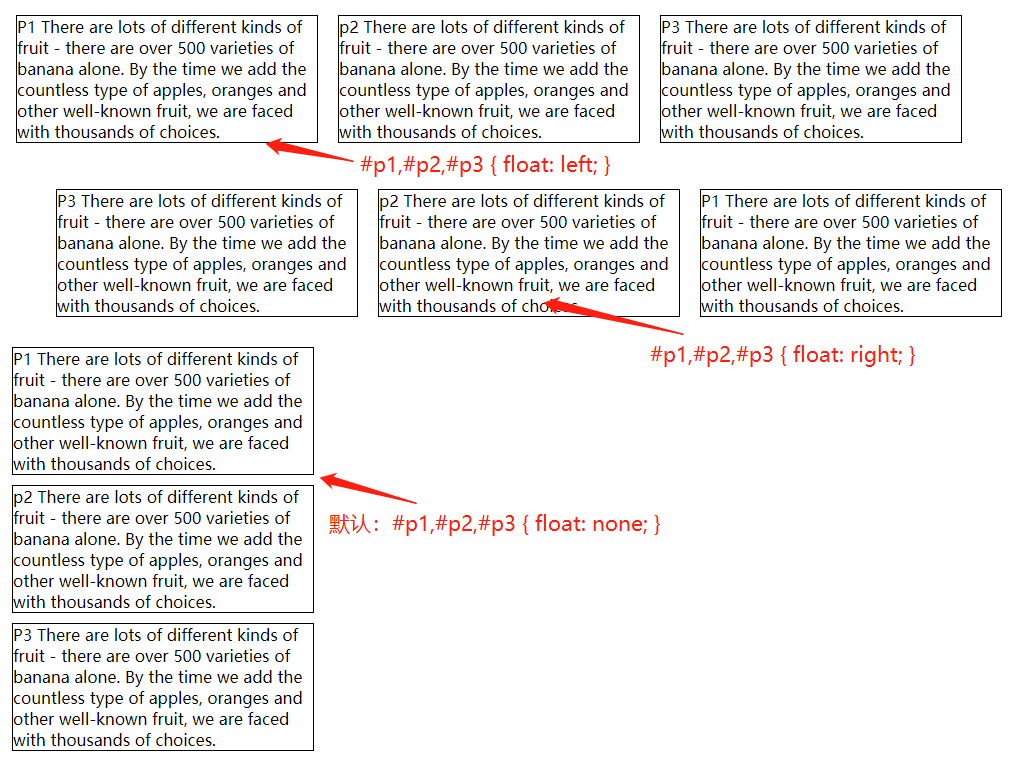 P1 There are lots of different kinds of
fruit - there are over 500 varieties of
banana alone. By the time we add the
countless type of apples, oranges and
other well-known fruit, we are faced
with thousands of choices.
p2 There are lots of different kinds of
fruit - there are over 500 varieties of
banana alone. By the time we add the
countless type of apples, oranges and
other well-known fruit, we are faced
with thousands of choices.
P3 There are lots of different kinds of
fruit - there are over 500 varieties of
banana alone. By the time we add the
countless type of apples, oranges and
other well-known fruit, we are faced
with thousands of choices.
#p1,#p2,#p3 { float: left; }
P3 There are lots of different kinds of
fruit - there are over 500 varieties of
banana alone. By the time we add the
countless type of apples, oranges and
other well-known fruit, we are faced
with thousands of choices.
p2 There are lots of different kinds of
fruit - there are over 500 varieties of
banana alone. By the time we add the
countless type of apples, oranges and
other well-known fruit, we are faced
with thousands of choices.
P1 There are lots of different kinds of
fruit - there are over 500 varieties of
banana alone. By the time we add the
countless type of apples, oranges and
other well-known fruit, we are faced
with thousands of choices.
#p1,#p2,#p3 { float: right; }
P1 There are lots of different kinds of
fruit - there are over 500 varieties of
banana alone. By the time we add the
countless type of apples, oranges and
other well-known fruit, we are faced
with thousands of choices.
p2 There are lots of different kinds of
fruit - there are over 500 varieties of
banana alone. By the time we add the
countless type of apples, oranges and
other well-known fruit, we are faced
with thousands of choices.
默认：#p1,#p2,#p3 { float: none; }
P3 There are lots of different kinds of
fruit - there are over 500 varieties of
banana alone. By the time we add the
countless type of apples, oranges and
other well-known fruit, we are faced
with thousands of choices.